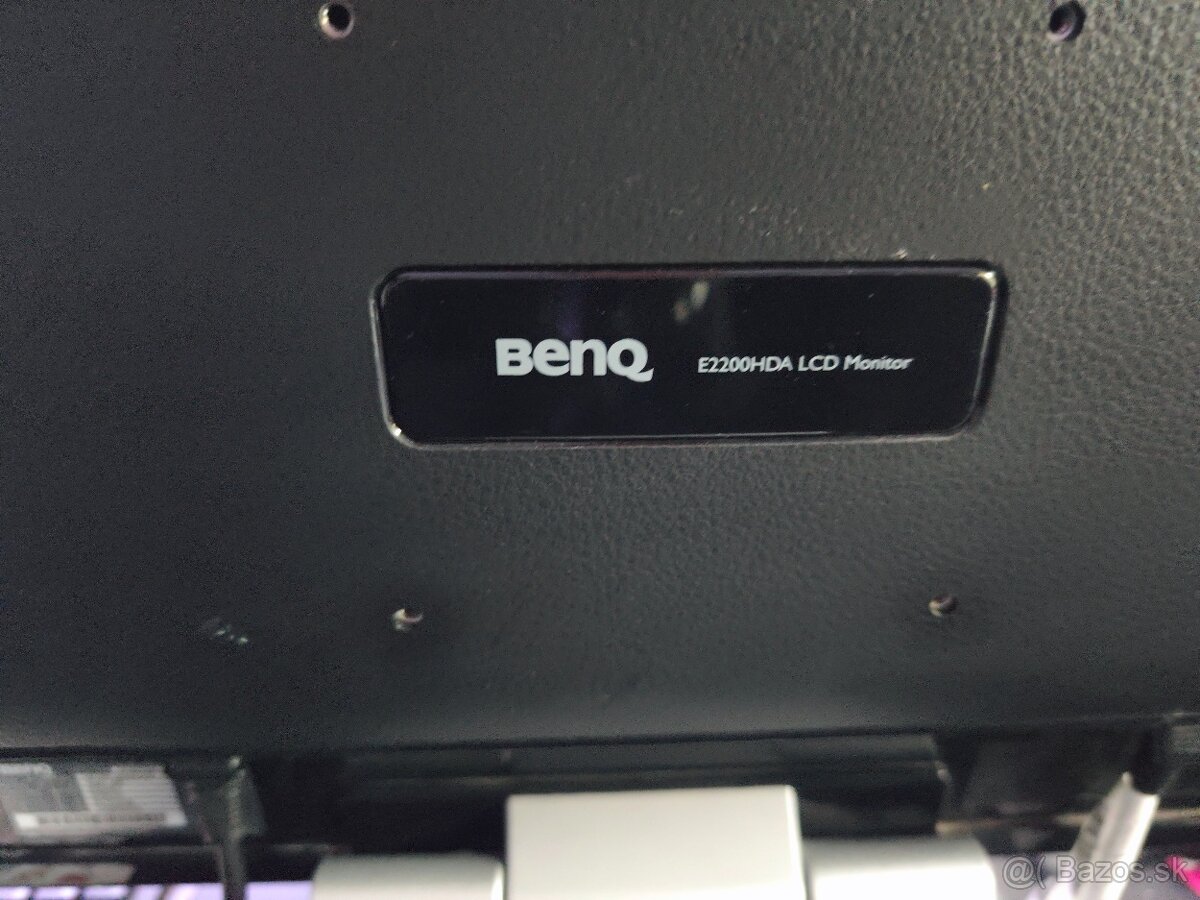 BenQ E2200HDA LCD Monitor
@( Bazos.sk